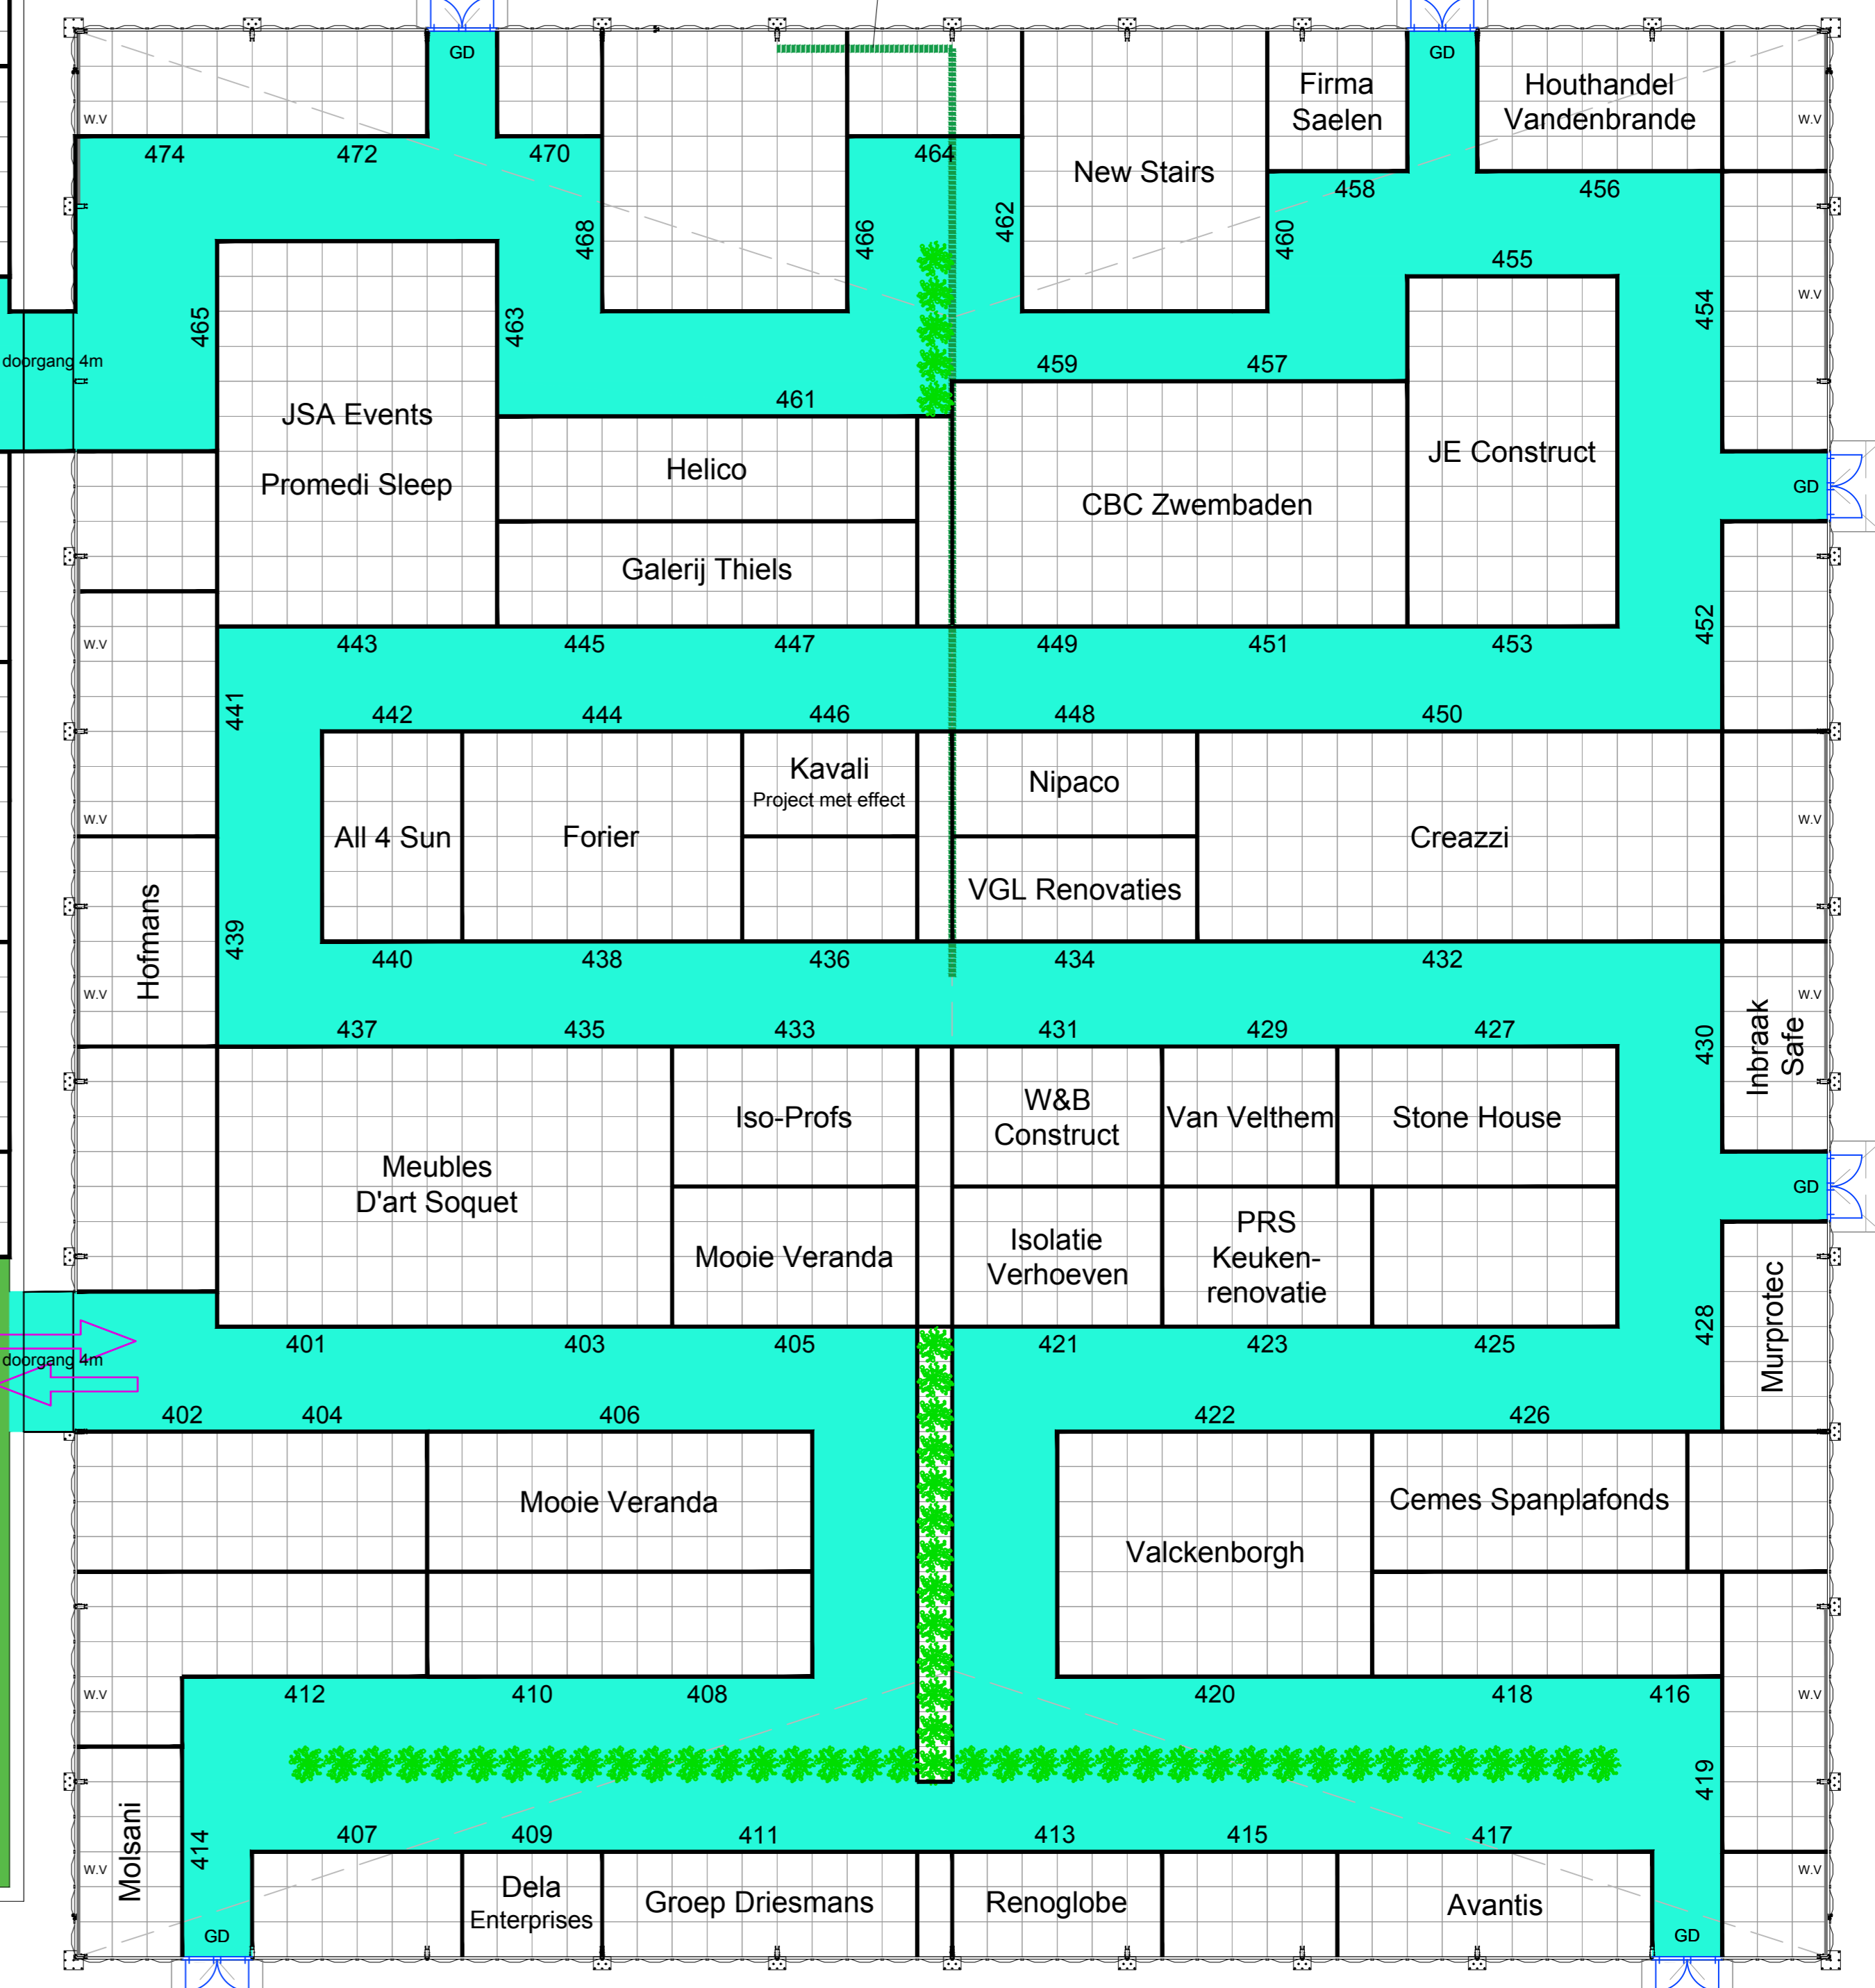 GD
GD
Firma
Saelen
Houthandel
Vandenbrande
W.V
W.V
474
472
470
464
New Stairs
458
456
468
466
462
460
455
W.V
454
465
463
doorgang 4m
459
457
461
JSA Events
Promedi Sleep
Helico
JE Construct
CBC Zwembaden
GD
Galerij Thiels
452
W.V
443
445
447
449
451
453
441
442
444
446
448
450
Kavali
Project met effect
Nipaco
W.V
W.V
All 4 Sun
Forier
Creazzi
VGL Renovaties
Hofmans
439
440
438
436
434
432
W.V
W.V
437
435
433
431
429
427
430
Inbraak
Safe
Iso-Profs
W&B
Construct
Van Velthem
Stone House
Meubles
D'art Soquet
GD
Mooie Veranda
Isolatie
Verhoeven
PRS
Keuken-
renovatie
Murprotec
428
401
403
405
421
423
425
doorgang 4m
402
404
406
422
426
Mooie Veranda
Cemes Spanplafonds
Valckenborgh
W.V
412
410
408
420
418
416
W.V
419
Molsani
414
407
409
411
413
415
417
W.V
W.V
Dela
Enterprises
Groep Driesmans
Renoglobe
Avantis
GD
GD